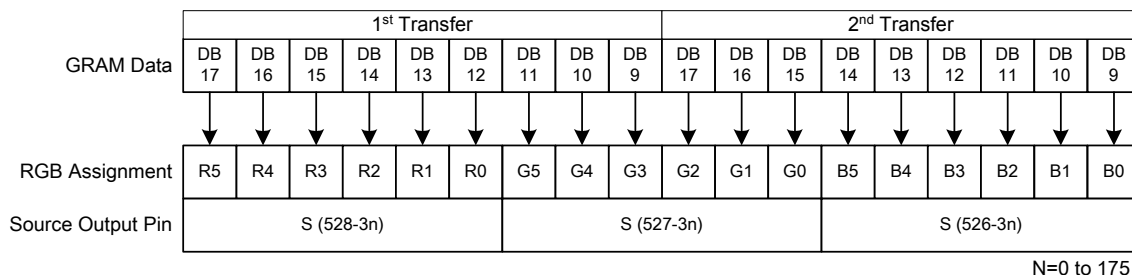 1st Transfer 2nd Transfer
GRAM Data DB 17 DB 16 DB 15 DB 14 DB 13 DB 12 DB 11 DB 10 DB 9 DB 17 DB 16 DB 15 DB 14 DB 13 DB 12 DB 11 DB 10 DB 9
RGB Assignment R5 R4 R3 R2 R1 R0 G5 G4 G3 G2 G1 G0 B5 B4 B3 B2 B1 B0
Source Output Pin S (528-3n) S (527-3n) S (526-3n)
N=0 to 175